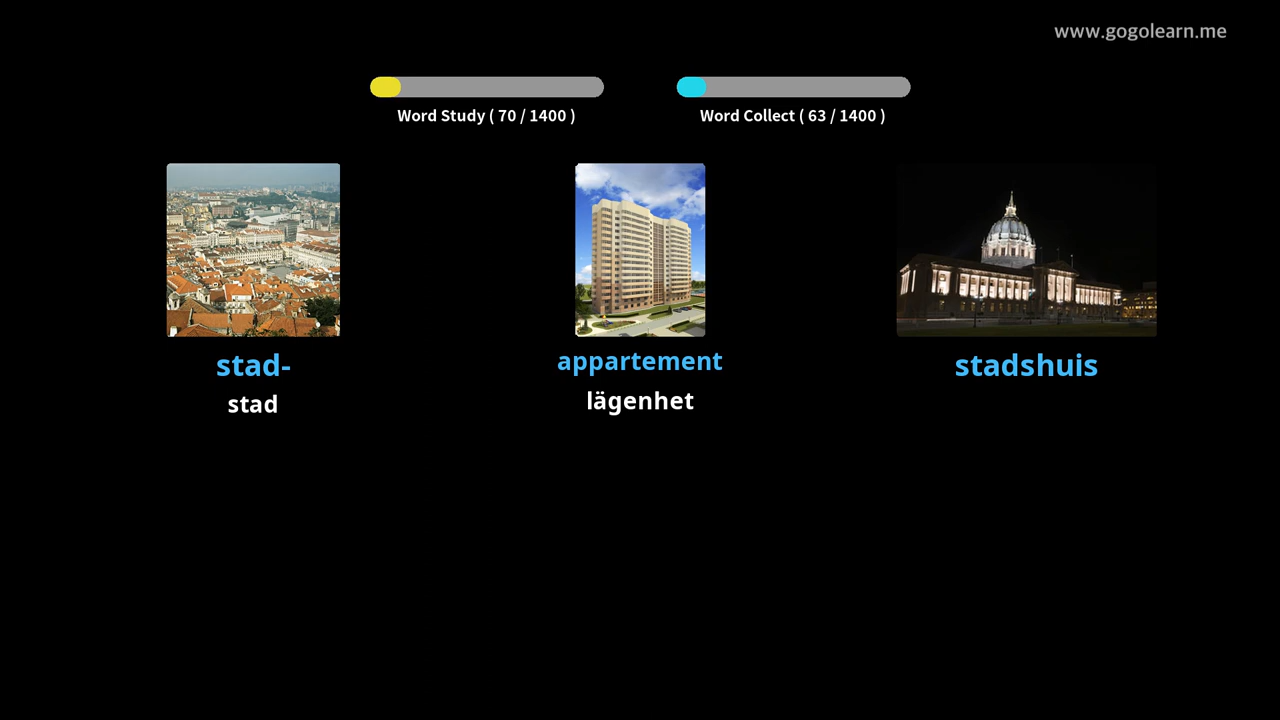 www.gogolearn.me
Word Study ( 70 / 1400 )
Word Collect ( 63 / 1400 )
stad-
stad
appartement
lägenhet
stadshuis